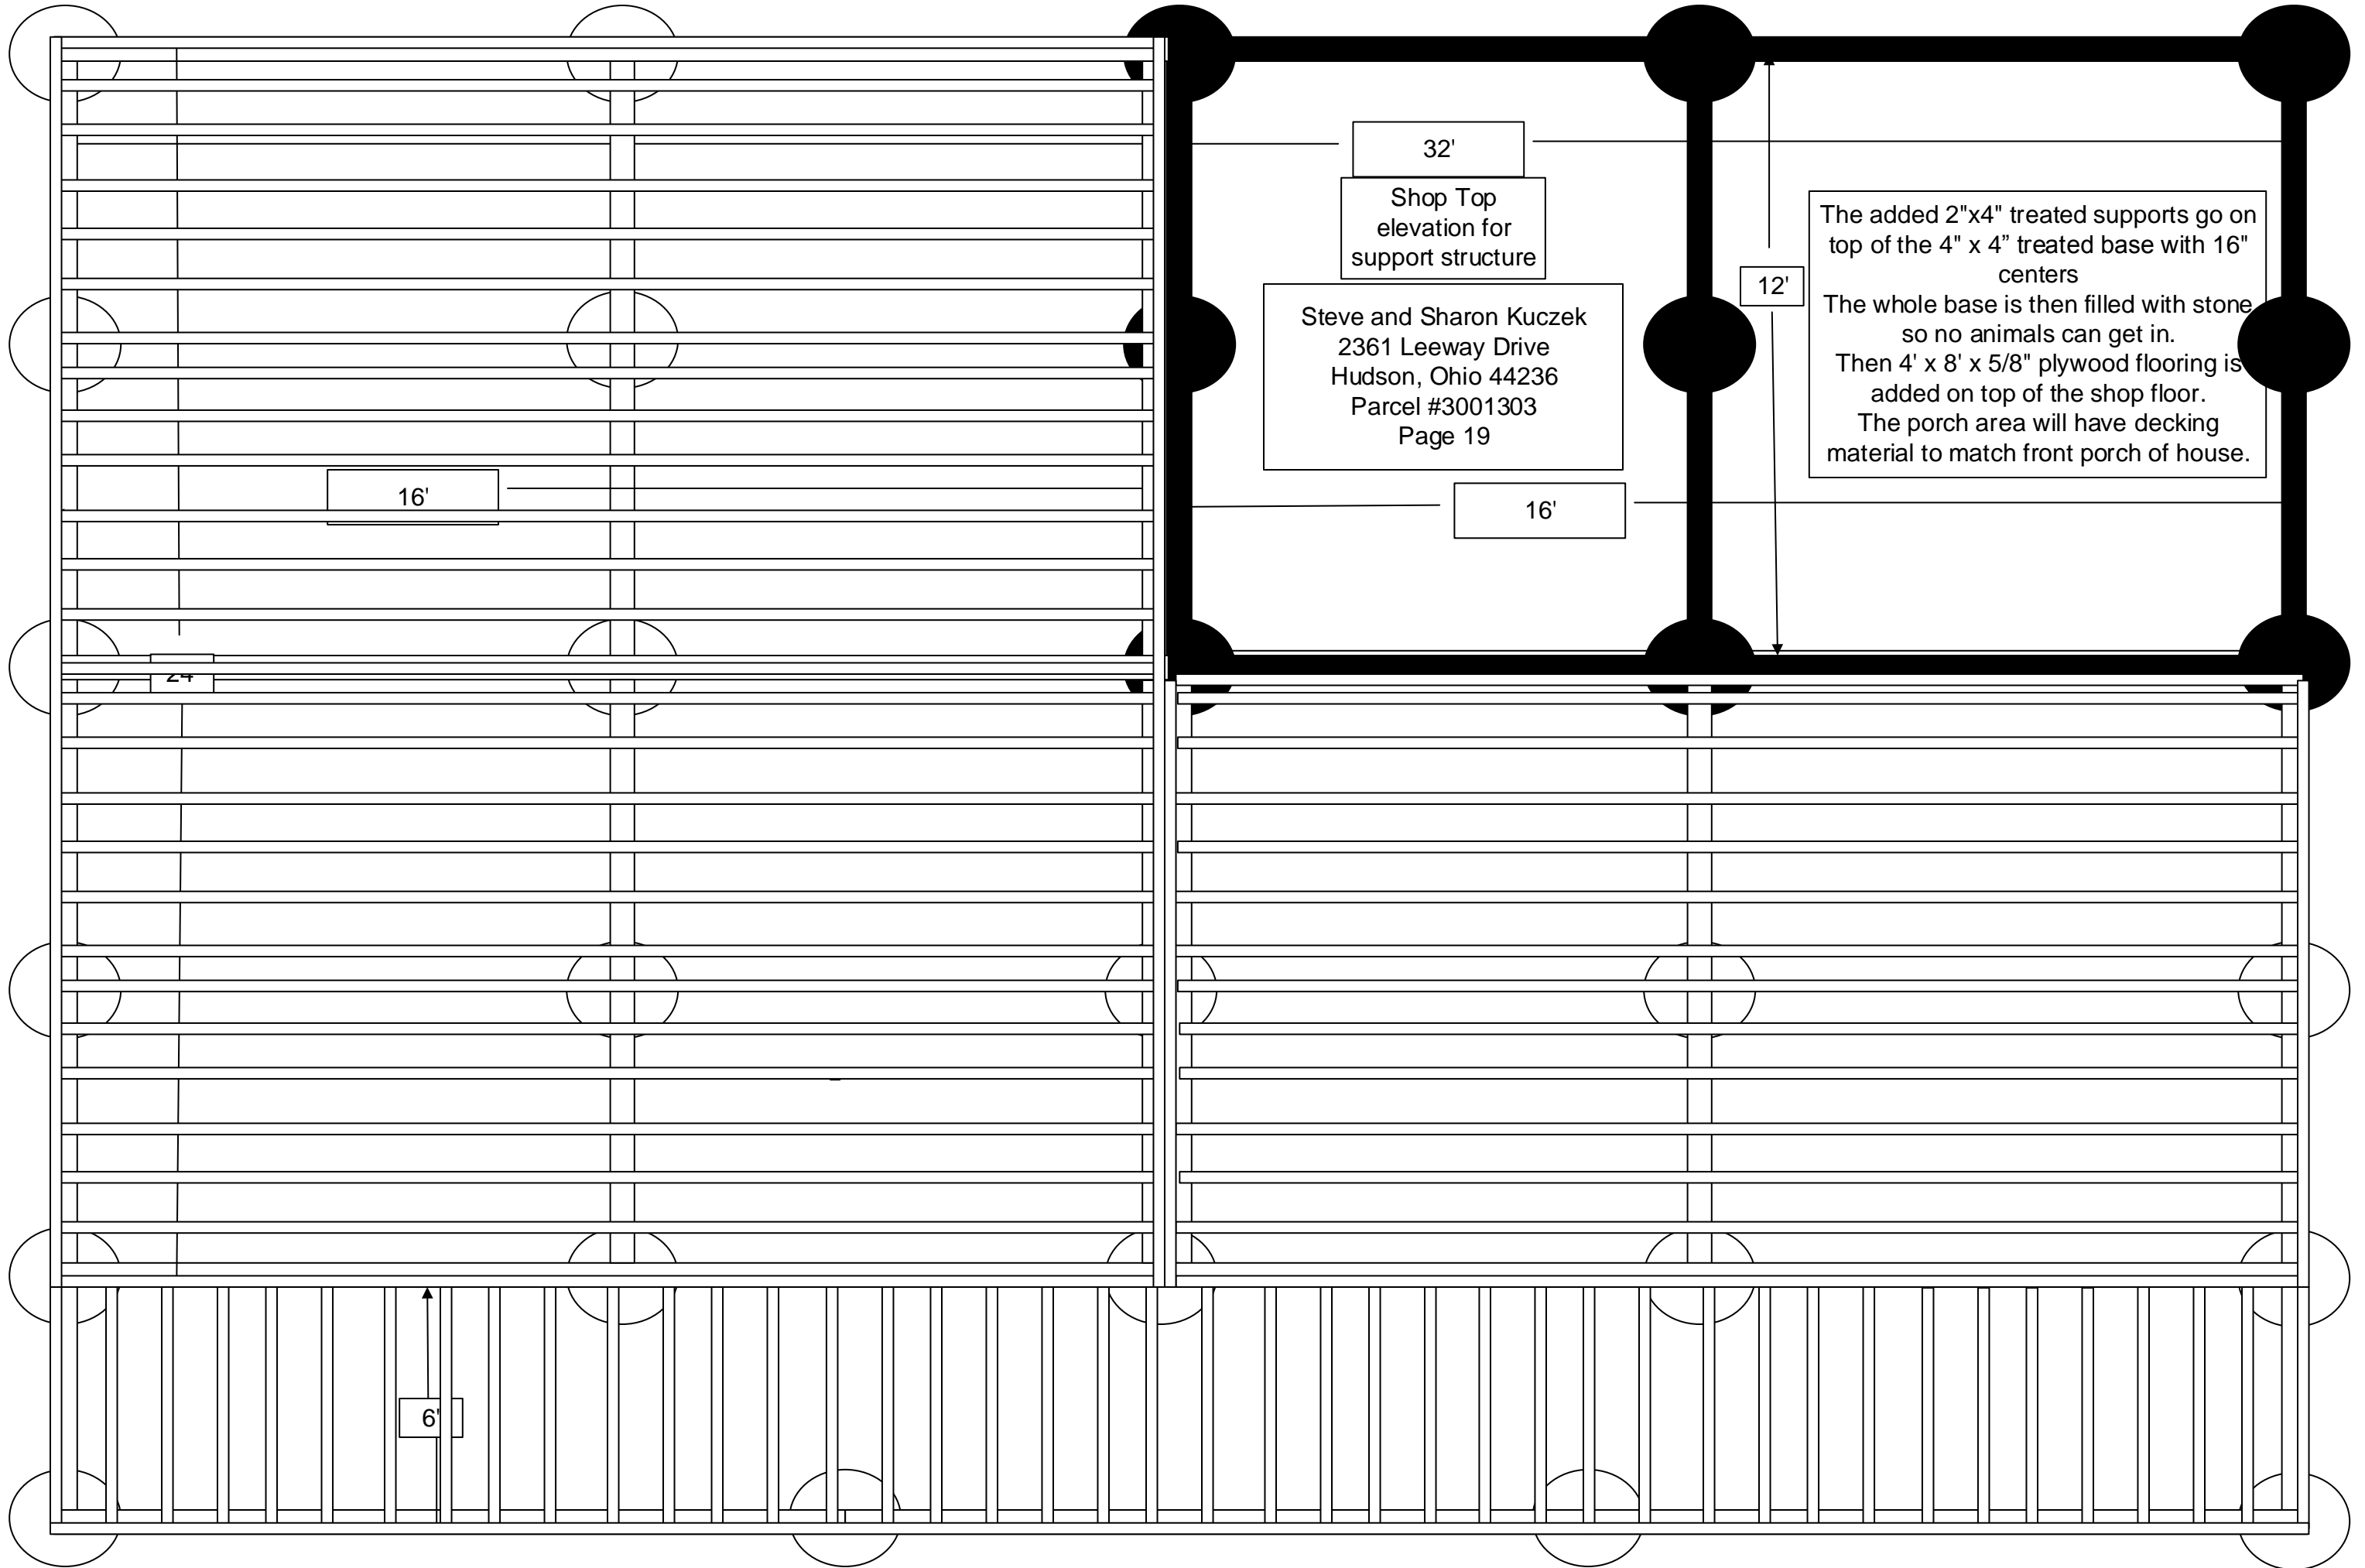 32'
Shop Top
elevation for
support structure
Steve and Sharon Kuczek
2361 Leeway Drive
Hudson, Ohio 44236
Parcel #3001303
Page 19
12'
The added 2"x4" treated supports go on
top of the 4" x 4” treated base with 16"
centers
The whole base is then filled with stone
so no animals can get in.
Then 4' x 8' x 5/8" plywood flooring is
added on top of the shop floor.
The porch area will have decking
material to match front porch of house.
16'
16'
24
6'